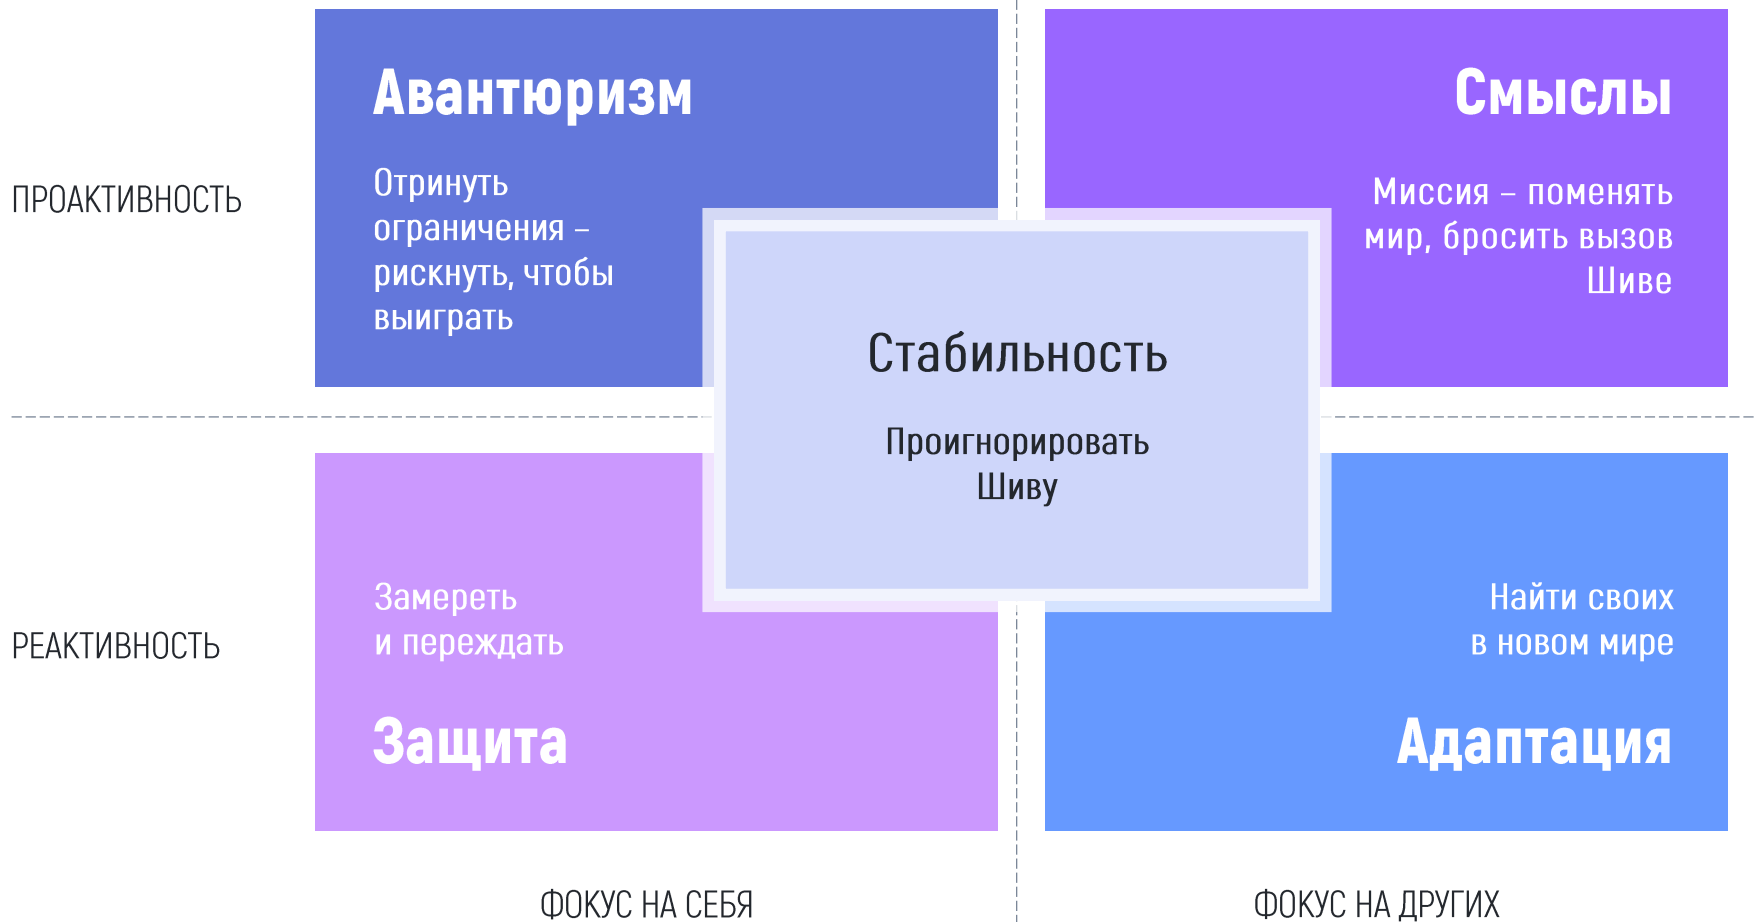 Авантюризм
Отринуть
ограничения –
рискнуть, чтобы
выиграть
Смыслы
Миссия – поменять
мир, бросить вызов
Шиве
ПРОАКТИВНОСТЬ
Стабильность
Проигнорировать
Шиву
РЕАКТИВНОСТЬ
Замереть
и переждать
Защита
Найти своих
в новом мире
Адаптация
ФОКУС НА СЕБЯ
ФОКУС НА ДРУГИХ